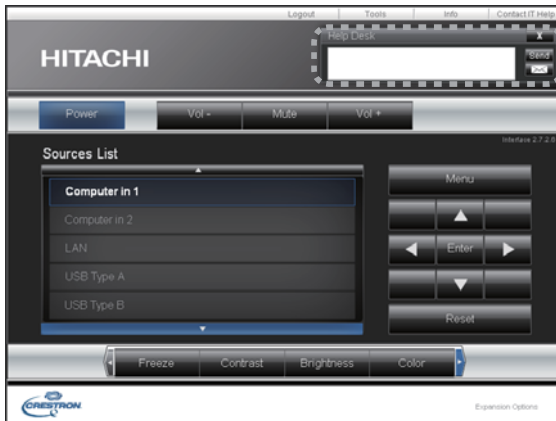 Logout Tools Info Contact IT Help
Help Desk X
HITACHI
Send
Power Vol - Mute Vol +
Interface 2.7.2.6
Sources List
Menu
Computer in 1
Computer in 2
LAN
Enter
USB Type A
USB Type B
Reset
Freeze Contrast Brightness Color
CRESTRON
Expansion Options